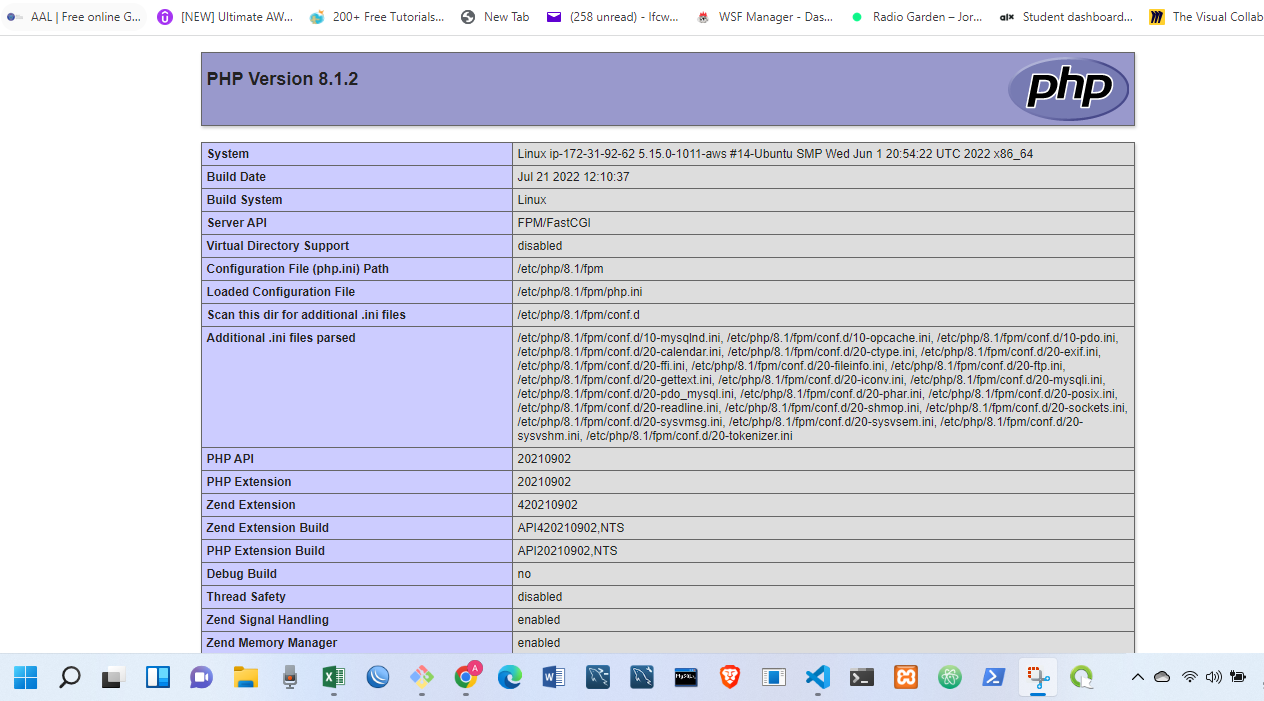 AAL | Free online G...
[NEW] Ultimate AW...
200+ Free Tutorials...
New Tab
(258 unread) - lfcw...
WSF Manager - Das...
Radio Garden – Jor...
alx Student dashboard...
The Visual Collab
PHP Version 8.1.2
php
System Linux ip-172-31-92-62 5.15.0-1011-aws #14-Ubuntu SMP Wed Jun 1 20:54:22 UTC 2022 x86_64
Build Date Jul 21 2022 12:10:37
Build System Linux
Server API FPM/FastCGI
Virtual Directory Support disabled
Configuration File (php.ini) Path /etc/php/8.1/fpm
Loaded Configuration File /etc/php/8.1/fpm/php.ini
Scan this dir for additional .ini files /etc/php/8.1/fpm/conf.d
Additional .ini files parsed /etc/php/8.1/fpm/conf.d/10-mysqlnd.ini, /etc/php/8.1/fpm/conf.d/10-opcache.ini, /etc/php/8.1/fpm/conf.d/10-pdo.ini,
/etc/php/8.1/fpm/conf.d/20-calendar.ini, /etc/php/8.1/fpm/conf.d/20-ctype.ini, /etc/php/8.1/fpm/conf.d/20-exif.ini,
/etc/php/8.1/fpm/conf.d/20-ffi.ini, /etc/php/8.1/fpm/conf.d/20-fileinfo.ini, /etc/php/8.1/fpm/conf.d/20-ftp.ini,
/etc/php/8.1/fpm/conf.d/20-gettext.ini, /etc/php/8.1/fpm/conf.d/20-iconv.ini, /etc/php/8.1/fpm/conf.d/20-mysqli.ini,
/etc/php/8.1/fpm/conf.d/20-pdo_mysql.ini, /etc/php/8.1/fpm/conf.d/20-phar.ini, /etc/php/8.1/fpm/conf.d/20-posix.ini,
/etc/php/8.1/fpm/conf.d/20-readline.ini, /etc/php/8.1/fpm/conf.d/20-shmop.ini, /etc/php/8.1/fpm/conf.d/20-sockets.ini,
/etc/php/8.1/fpm/conf.d/20-sysvmsg.ini, /etc/php/8.1/fpm/conf.d/20-sysvsem.ini, /etc/php/8.1/fpm/conf.d/20-
sysvshm.ini, /etc/php/8.1/fpm/conf.d/20-tokenizer.ini
PHP API 20210902
PHP Extension 20210902
Zend Extension 420210902
Zend Extension Build API420210902,NTS
PHP Extension Build API20210902,NTS
Debug Build no
Thread Safety disabled
Zend Signal Handling enabled
Zend Memory Manager enabled
A
MySQL